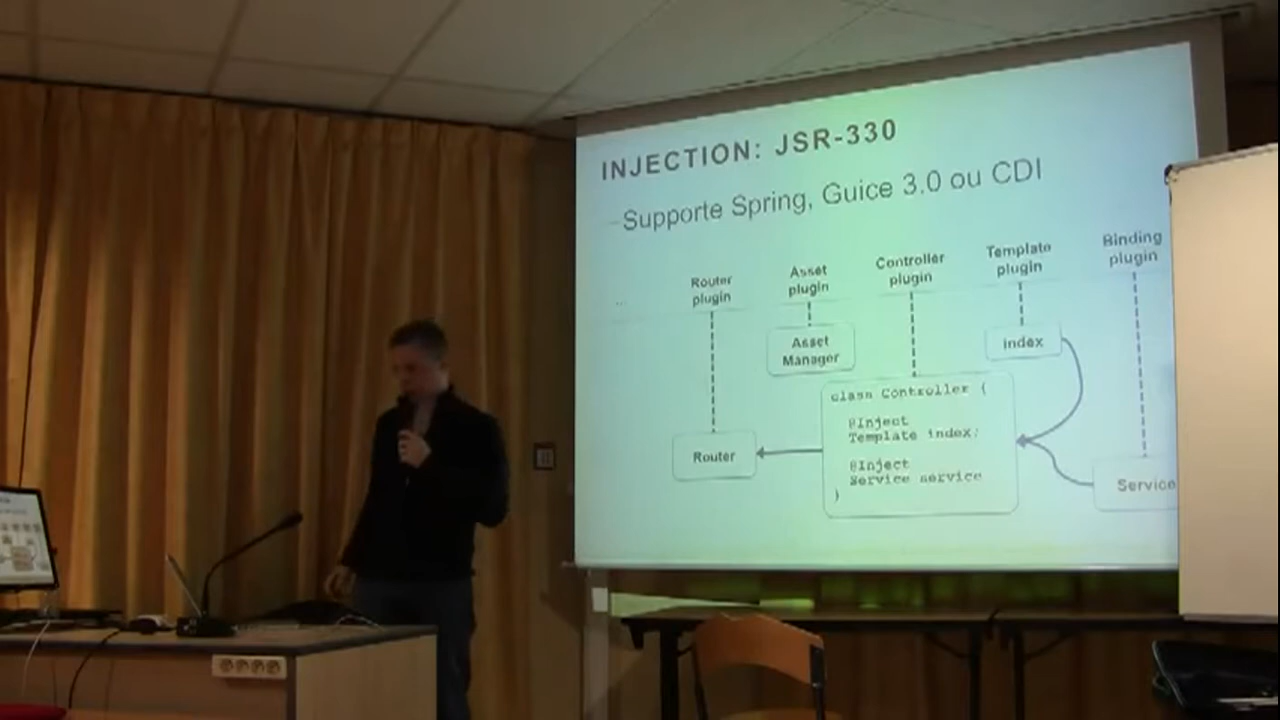 INJECTION: JSR-330
–Supporte Spring, Guice 3.0 ou CDI
...
Router
plugin
Asset
plugin
Controller
plugin
Template
plugin
Binding
plugin
Asset
Manager
index
class Controller {
@Inject
Template index;
@Inject
Service service
}
Router
Service